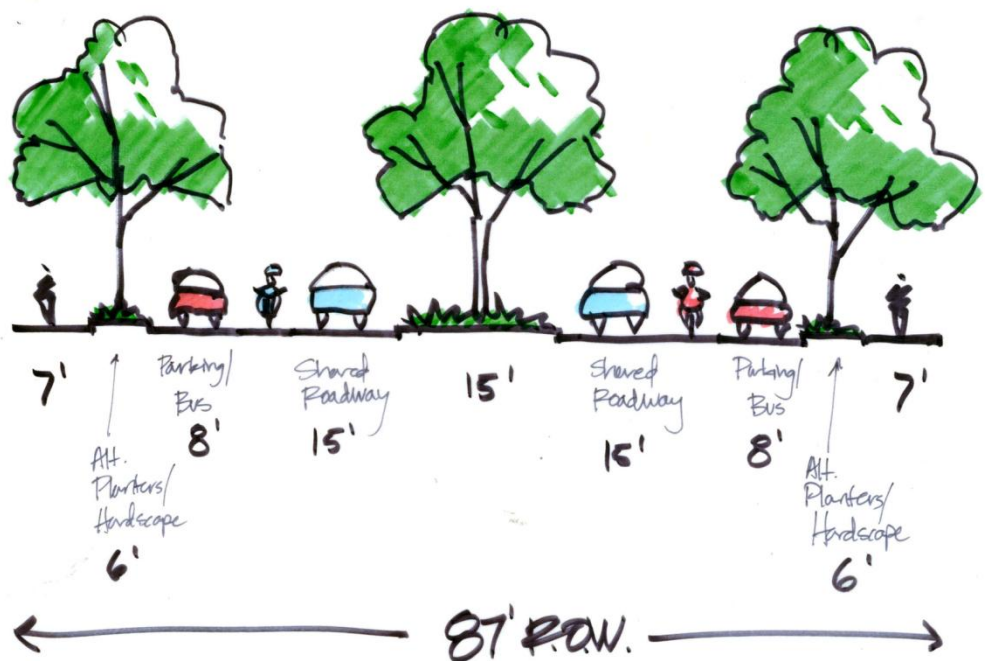 7'
Alt.
Planters/
Hardscape
6'
Parking/
Bus
8'
Shared
Roadway
15'
15'
Shared
Roadway
15'
Parking/
Bus
8'
Alt.
Planters/
Hardscape
6'
7'
87' R.O.W.